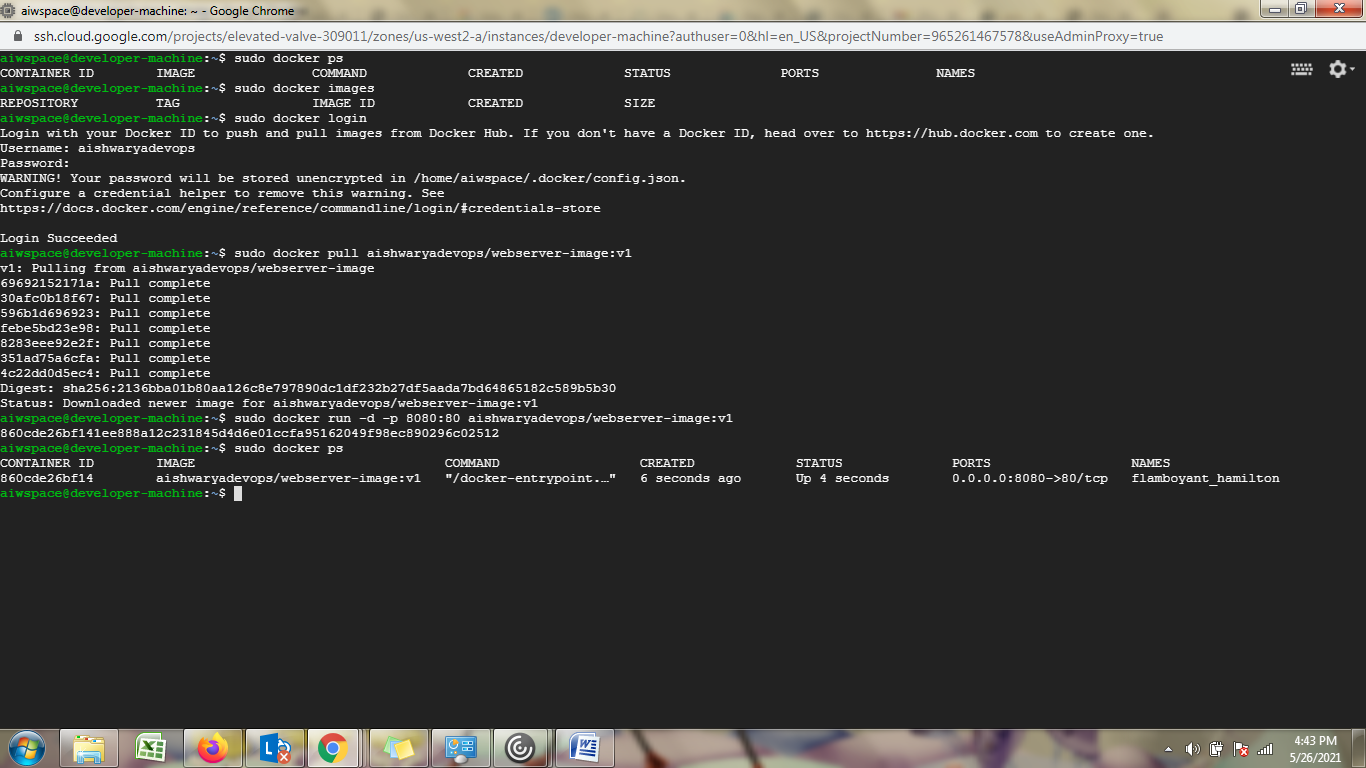 aiwspace@developer-machine: ~ - Google Chrome
ssh.cloud.google.com/projects/elevated-valve-309011/zones/us-west2-a/instances/developer-machine?authuser=0&hl=en_US&projectNumber=965261467578&useAdminProxy=true
aiwspace@developer-machine:~$ sudo docker ps
CONTAINER ID        IMAGE               COMMAND             CREATED             STATUS              PORTS               NAMES
aiwspace@developer-machine:~$ sudo docker images
REPOSITORY          TAG                 IMAGE ID            CREATED             SIZE
aiwspace@developer-machine:~$ sudo docker login
Login with your Docker ID to push and pull images from Docker Hub. If you don't have a Docker ID, head over to https://hub.docker.com to create one.
Username: aishwaryadevops
Password:
WARNING! Your password will be stored unencrypted in /home/aiwspace/.docker/config.json.
Configure a credential helper to remove this warning. See
https://docs.docker.com/engine/reference/commandline/login/#credentials-store
Login Succeeded
aiwspace@developer-machine:~$ sudo docker pull aishwaryadevops/webserver-image:v1
v1: Pulling from aishwaryadevops/webserver-image
69692152171a: Pull complete
30afc0b18f67: Pull complete
596b1d696923: Pull complete
febe5bd23e98: Pull complete
8283eee92e2f: Pull complete
351ad75a6cfa: Pull complete
4c22dd0d5ec4: Pull complete
Digest: sha256:2136bba01b80aa126c8e797890dc1df232b27df5aada7bd64865182c589b5b30
Status: Downloaded newer image for aishwaryadevops/webserver-image:v1
aiwspace@developer-machine:~$ sudo docker run -d -p 8080:80 aishwaryadevops/webserver-image:v1
860cde26bf141ee888a12c231845d4d6e01ccfa95162049f98ec890296c02512
aiwspace@developer-machine:~$ sudo docker ps
CONTAINER ID        IMAGE                                COMMAND                  CREATED             STATUS              PORTS                  NAMES
860cde26bf14        aishwaryadevops/webserver-image:v1   "/docker-entrypoint.…"   6 seconds ago       Up 4 seconds        0.0.0.0:8080->80/tcp   flamboyant_hamilton
aiwspace@developer-machine:~$
4:43 PM
5/26/2021